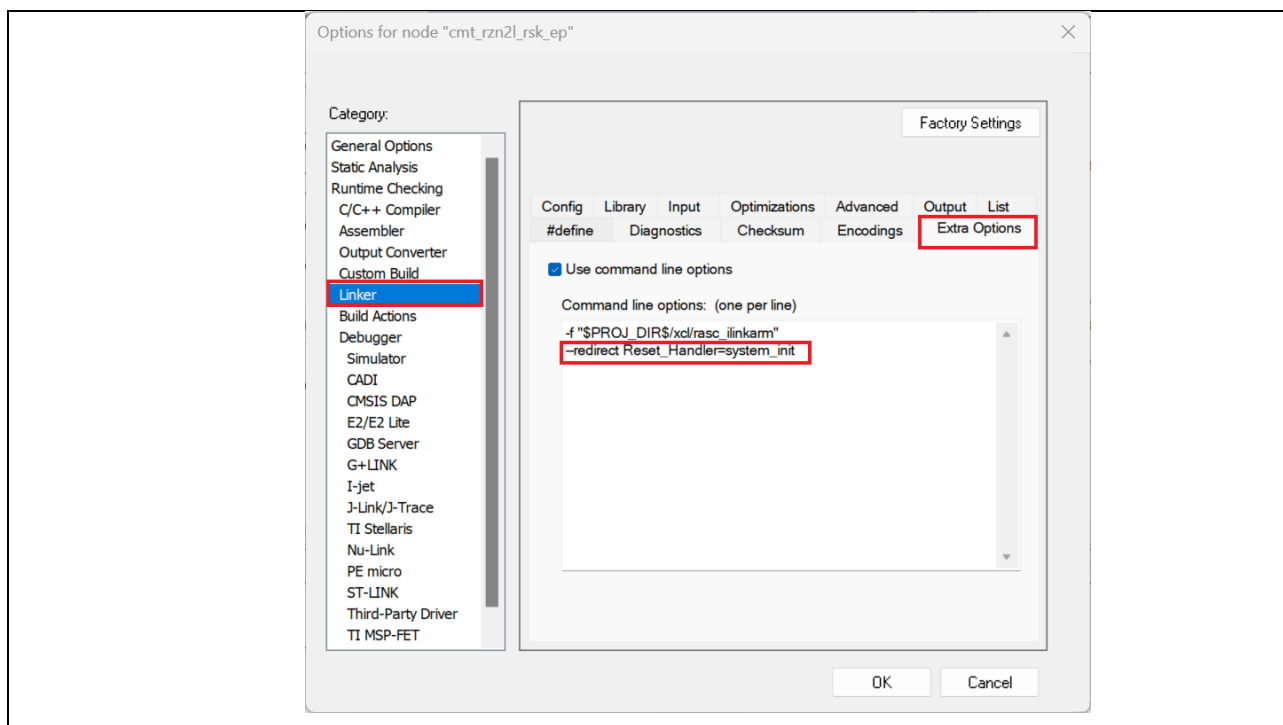 Options for node "cmt_rzn2l_rsk_ep"
Category:
General Options
Static Analysis
Runtime Checking
C/C++ Compiler
Assembler
Output Converter
Custom Build
Linker
Build Actions
Debugger
Simulator
CADI
CMSIS DAP
E2/E2 Lite
GDB Server
G+LINK
I-jet
J-Link/J-Trace
TI Stellaris
Nu-Link
PE micro
ST-LINK
Third-Party Driver
TI MSP-FET
Factory Settings
Config Library Input Optimizations Advanced Output List
#define Diagnostics Checksum Encodings Extra Options
Use command line options
Command line options: (one per line)
-f "$PROJ_DIR$/xcl/rasc_ilinkarm"
--redirect Reset_Handler=system_init
OK Cancel